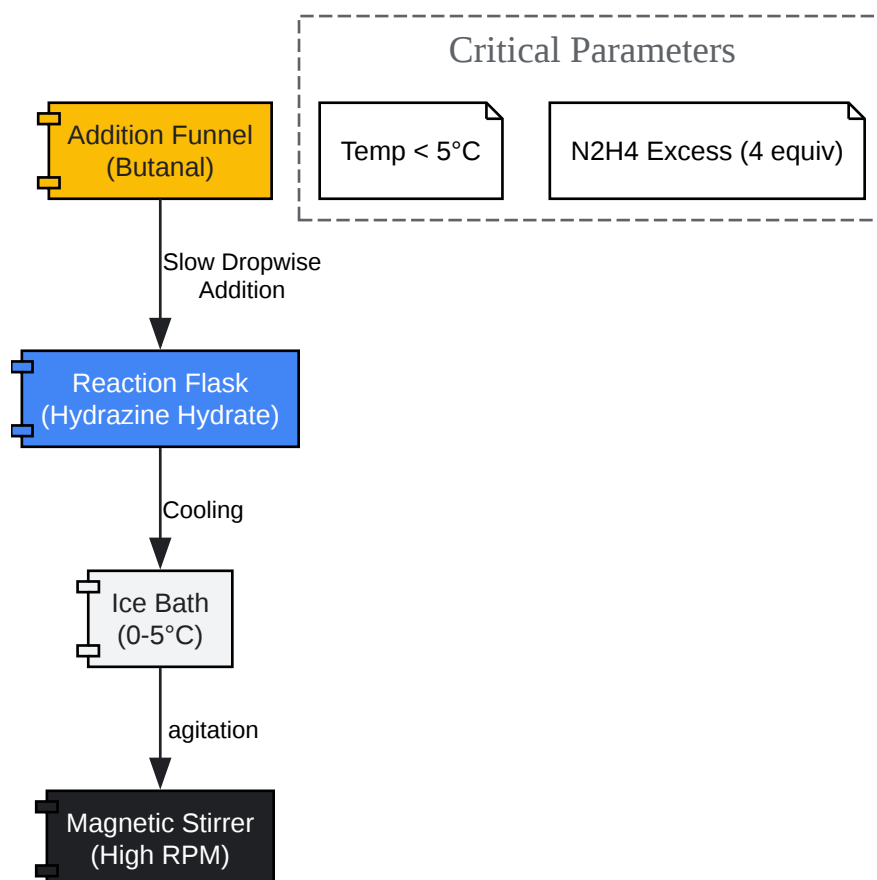 Critical Parameters
Addition Funnel
(Butanal)
Temp < 5°C
N2H4 Excess (4 equiv)
Slow Dropwise
Addition
Reaction Flask
(Hydrazine Hydrate)
Cooling
Ice Bath
(0-5°C)
agitation
Magnetic Stirrer
(High RPM)